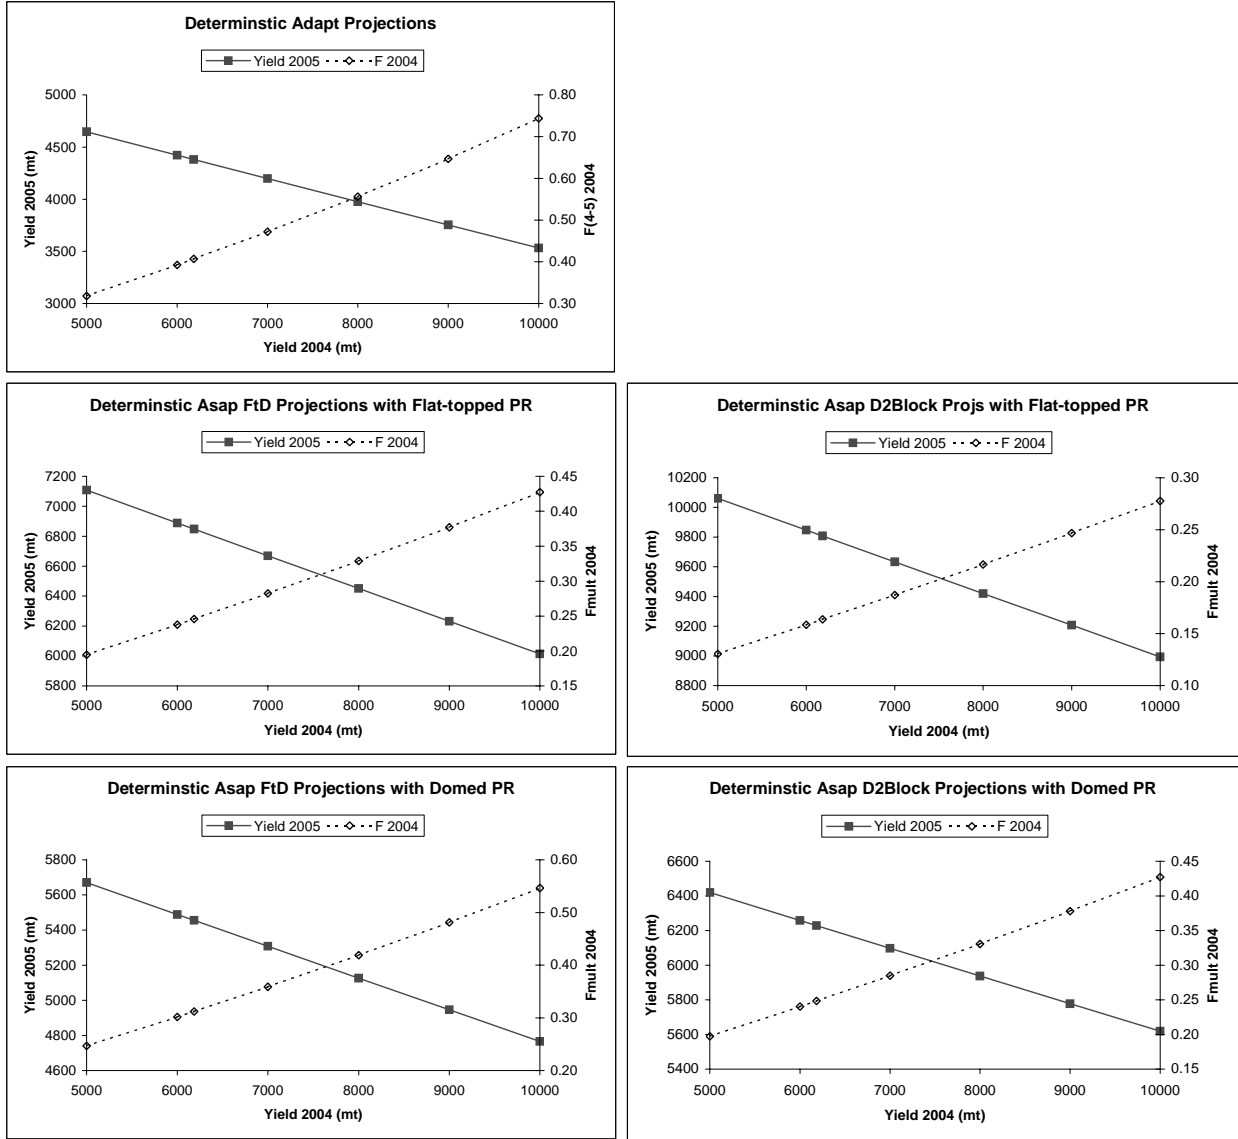 Determinstic Adapt Projections
Yield 2005 F 2004
5000 0.80
4500 0.70
4000 0.60
3500 0.50
3000 0.40
0.30
Yield 2005 (mt)
F(4-5) 2004
5000 6000 7000 8000 9000 10000
Yield 2004 (mt)
Determinstic Asap FtD Projections with Flat-topped PR
Yield 2005 F 2004
7200 0.45
7000 0.40
6800 0.35
6600 0.30
6400 0.25
6200 0.20
6000 0.15
5800
Yield 2005 (mt)
Fmult 2004
5000 6000 7000 8000 9000 10000
Yield 2004 (mt)
Determinstic Asap D2Block Projs with Flat-topped PR
Yield 2005 F 2004
10200 0.30
10000 0.25
9800 0.20
9600 0.15
9400 0.10
9200
9000
8800
Yield 2005 (mt)
Fmult 2004
5000 6000 7000 8000 9000 10000
Yield 2004 (mt)
Determinstic Asap FtD Projections with Domed PR
Yield 2005 F 2004
5800 0.60
5600 0.50
5400 0.40
5200 0.30
5000 0.20
4800
4600
Yield 2005 (mt)
Fmult 2004
5000 6000 7000 8000 9000 10000
Yield 2004 (mt)
Determinstic Asap D2Block Projections with Domed PR
Yield 2005 F 2004
6600 0.45
6400 0.40
6200 0.35
6000 0.30
5800 0.25
5600 0.20
5400 0.15
Yield 2005 (mt)
Fmult 2004
5000 6000 7000 8000 9000 10000
Yield 2004 (mt)